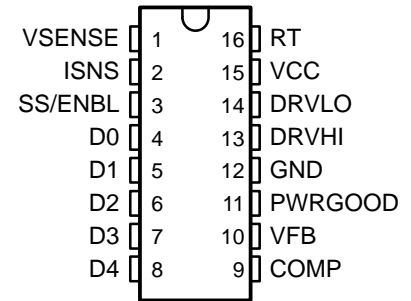 VSENSE 1 16 RT
ISNS 2 15 VCC
SS/ENBL 3 14 DRVLO
D0 4 13 DRVHI
D1 5 12 GND
D2 6 11 PWRGOOD
D3 7 10 VFB
D4 8 9 COMP